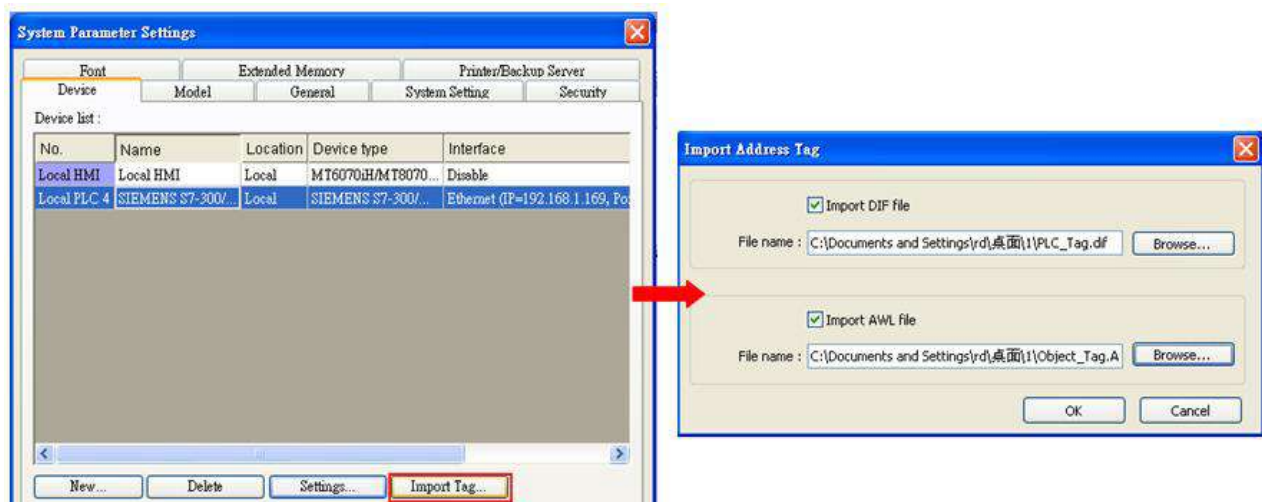 System Parameter Settings
Font Extended Memory Printer/Backup Server
Device Model General System Setting Security
Device list :
No. Name Location Device type Interface
Local HMI Local HMI Local MT6070iH/MT8070... Disable
Local PLC 4 SIEMENS S7-300/... Local SIEMENS S7-300/... Ethernet (IP=192.168.1.169, Po
New... Delete Settings... Import Tag...
Import Address Tag
Import DIF file
File name : C:\Documents and Settings\rd\桌面\1\PLC_Tag.dif Browse...
Import AWL file
File name : C:\Documents and Settings\rd\桌面\1\Object_Tag.A Browse...
OK Cancel